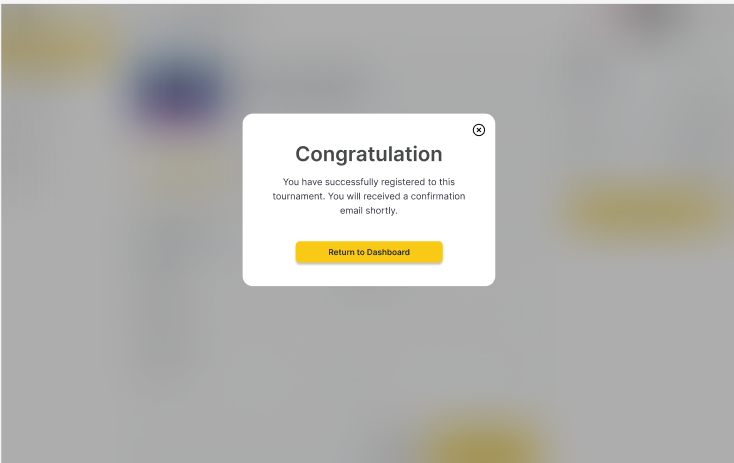 Congratulation
You have successfully registered to this
tournament. You will received a confirmation
email shortly.
Return to Dashboard